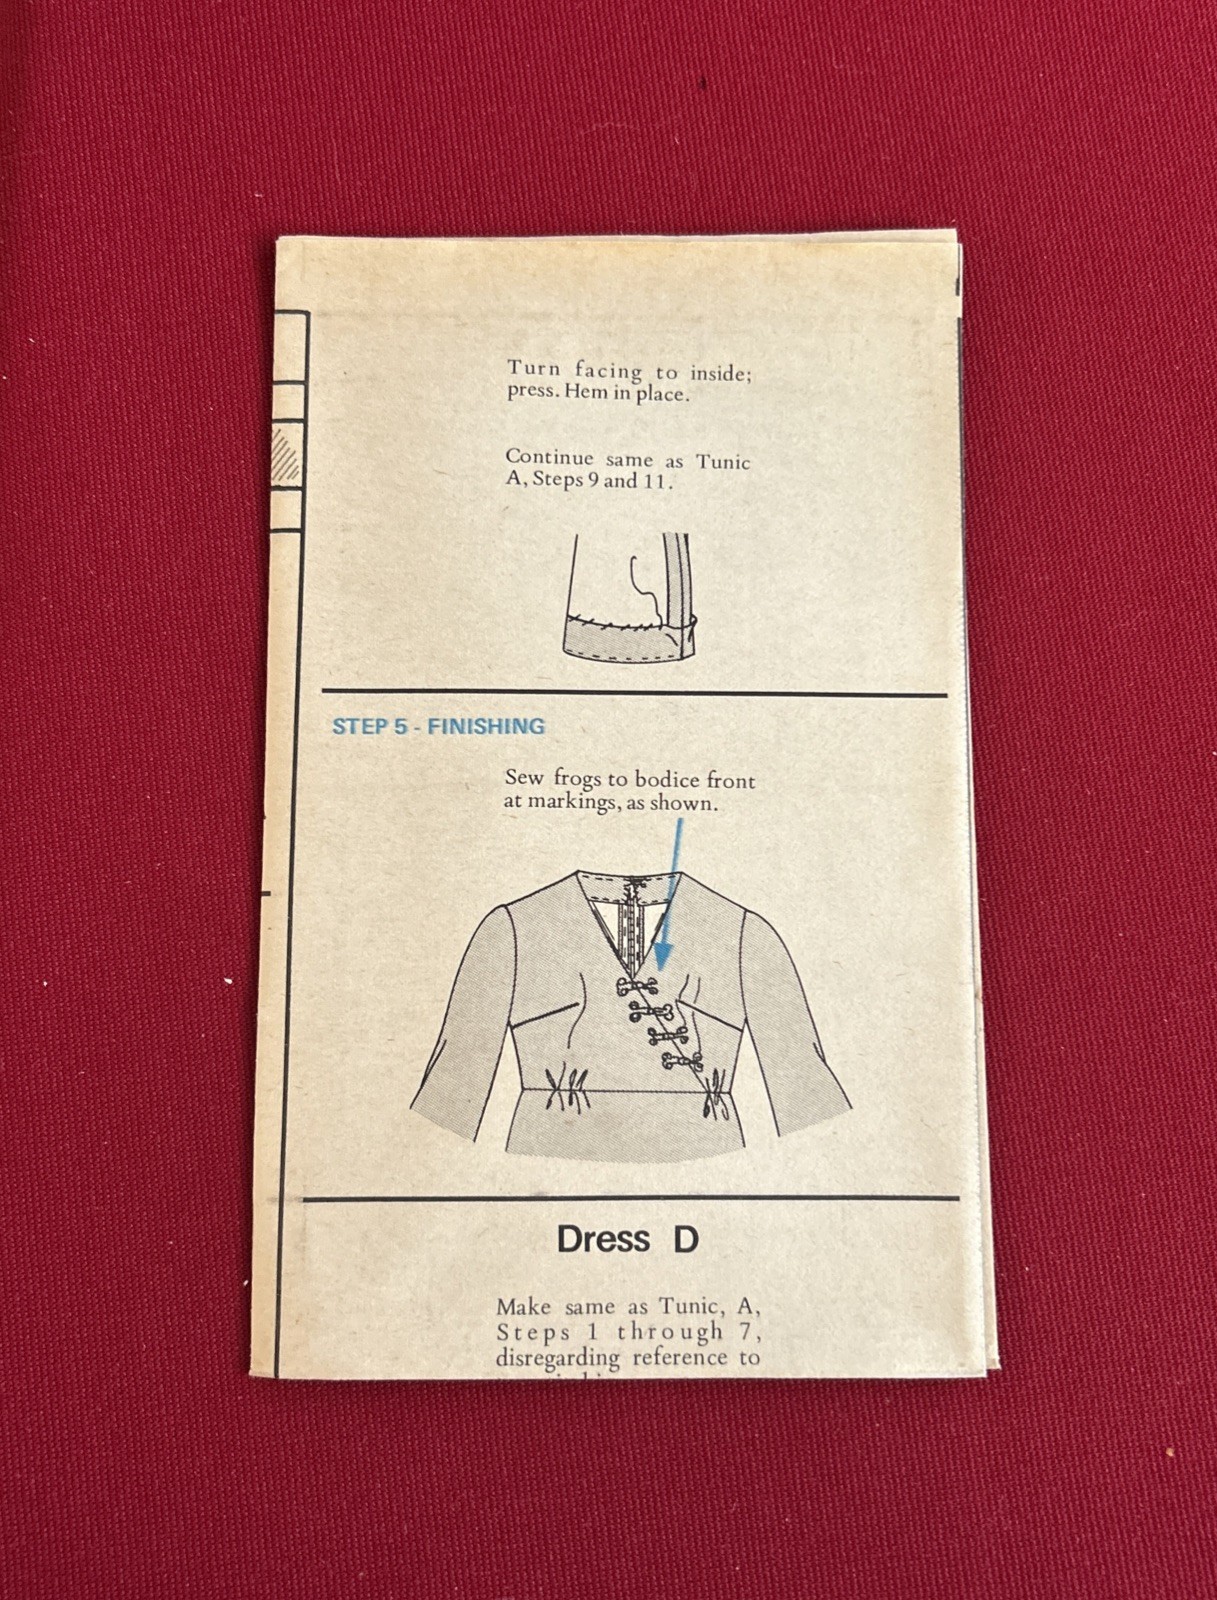 Turn facing to inside;
press. Hem in place.
Continue same as Tunic
A, Steps 9 and 11.
STEP 5 - FINISHING
Sew frogs to bodice front
at markings, as shown.
Dress D
Make same as Tunic, A,
Steps 1 through 7,
disregarding reference to